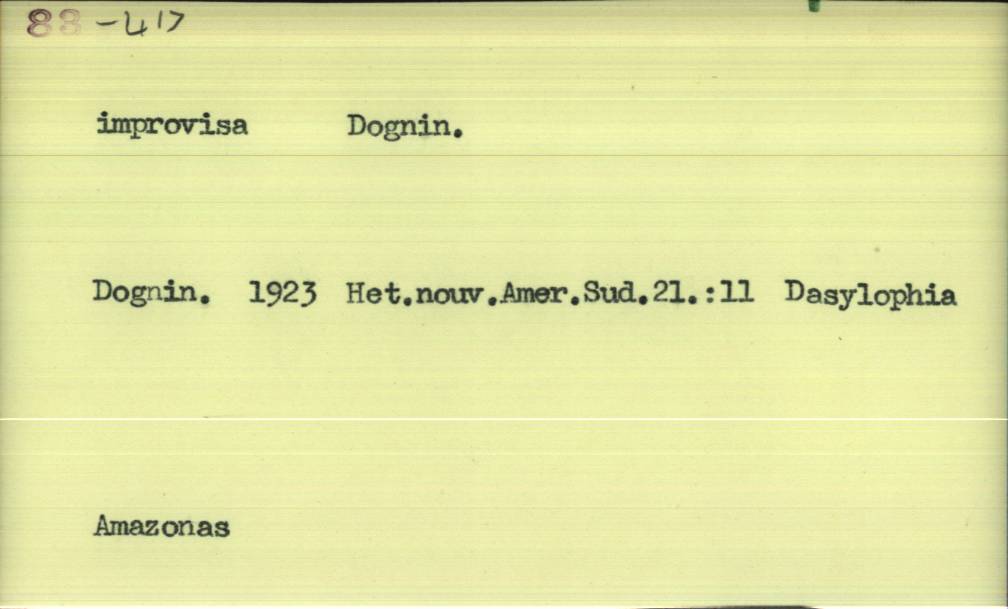 88 -417
improvisa Dognin.
Dognin. 1923 Het.nouv.Amer.Sud.21.:11 Dasylophia
Amazonas